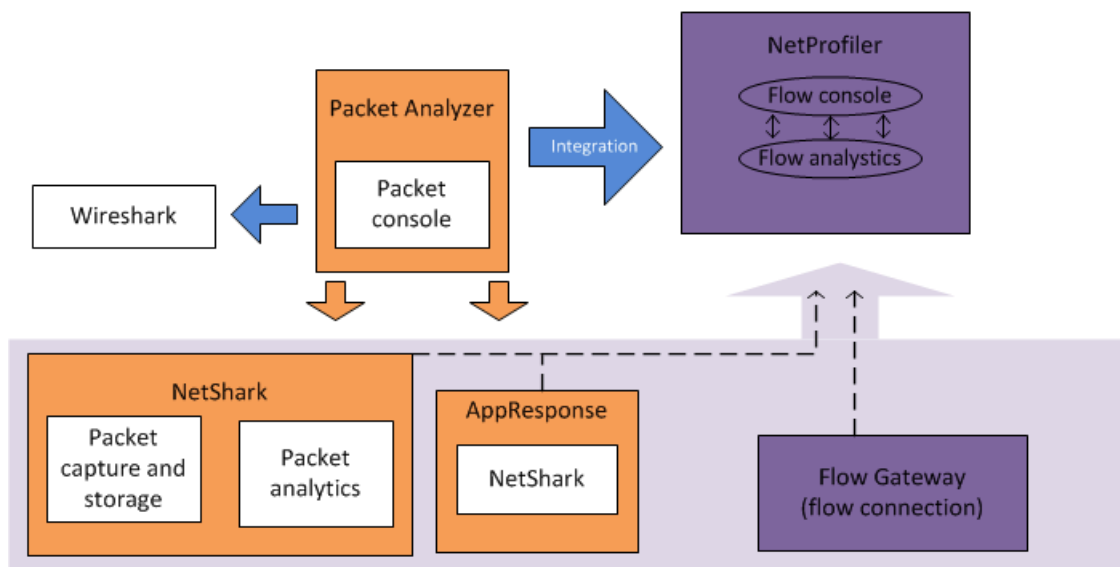 NetProfiler
Flow console
Flow analystics
Packet Analyzer
Packet
console
Integration
Wireshark
NetShark
Packet
capture and
storage
Packet
analytics
AppResponse
NetShark
Flow Gateway
(flow connection)